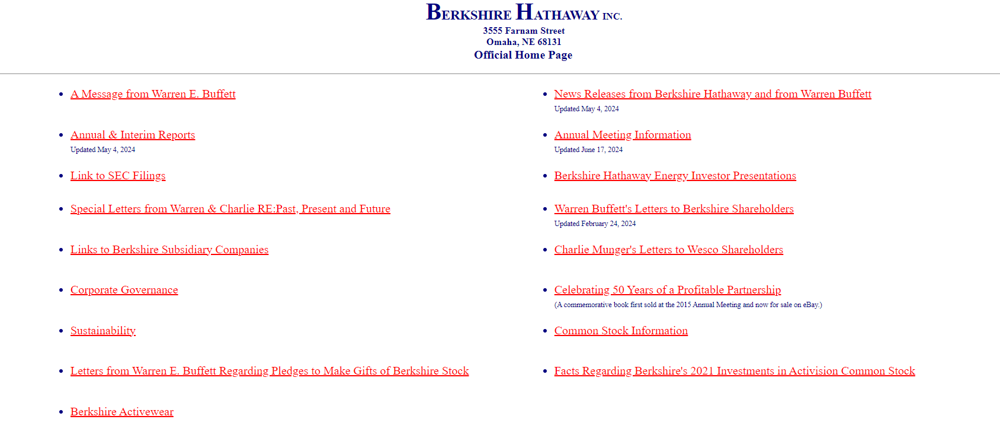 BERKSHIRE HATHAWAY INC.
3555 Farnam Street
Omaha, NE 68131
Official Home Page
A Message from Warren E. Buffett
News Releases from Berkshire Hathaway and from Warren Buffett
Updated May 4, 2024
Annual & Interim Reports
Updated May 4, 2024
Annual Meeting Information
Updated June 17, 2024
Link to SEC Filings
Berkshire Hathaway Energy Investor Presentations
Special Letters from Warren & Charlie RE:Past, Present and Future
Warren Buffett's Letters to Berkshire Shareholders
Updated February 24, 2024
Links to Berkshire Subsidiary Companies
Charlie Munger's Letters to Wesco Shareholders
Corporate Governance
Celebrating 50 Years of a Profitable Partnership
(A commemorative book first sold at the 2015 Annual Meeting and now for sale on eBay.)
Sustainability
Common Stock Information
Letters from Warren E. Buffett Regarding Pledges to Make Gifts of Berkshire Stock
Facts Regarding Berkshire's 2021 Investments in Activision Common Stock
Berkshire Activewear